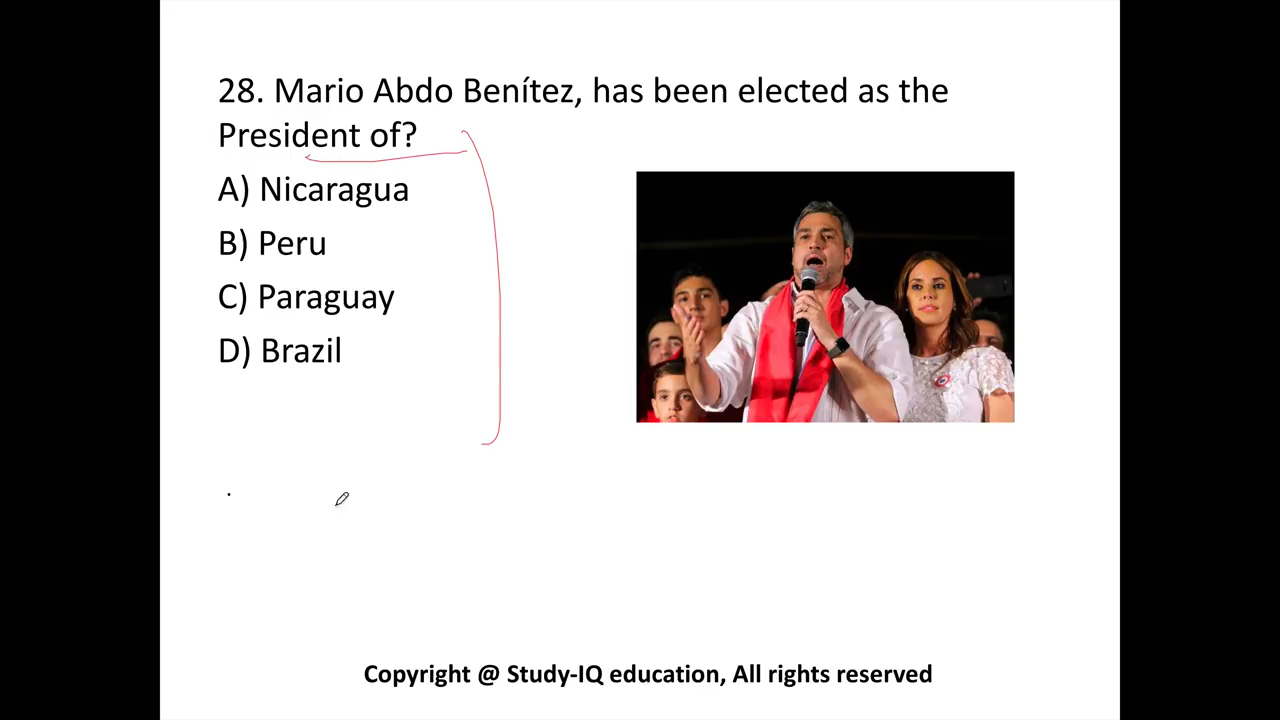 28. Mario Abdo Benítez, has been elected as the
President of?
A) Nicaragua
B) Peru
C) Paraguay
D) Brazil
.
Copyright @ Study-IQ education, All rights reserved